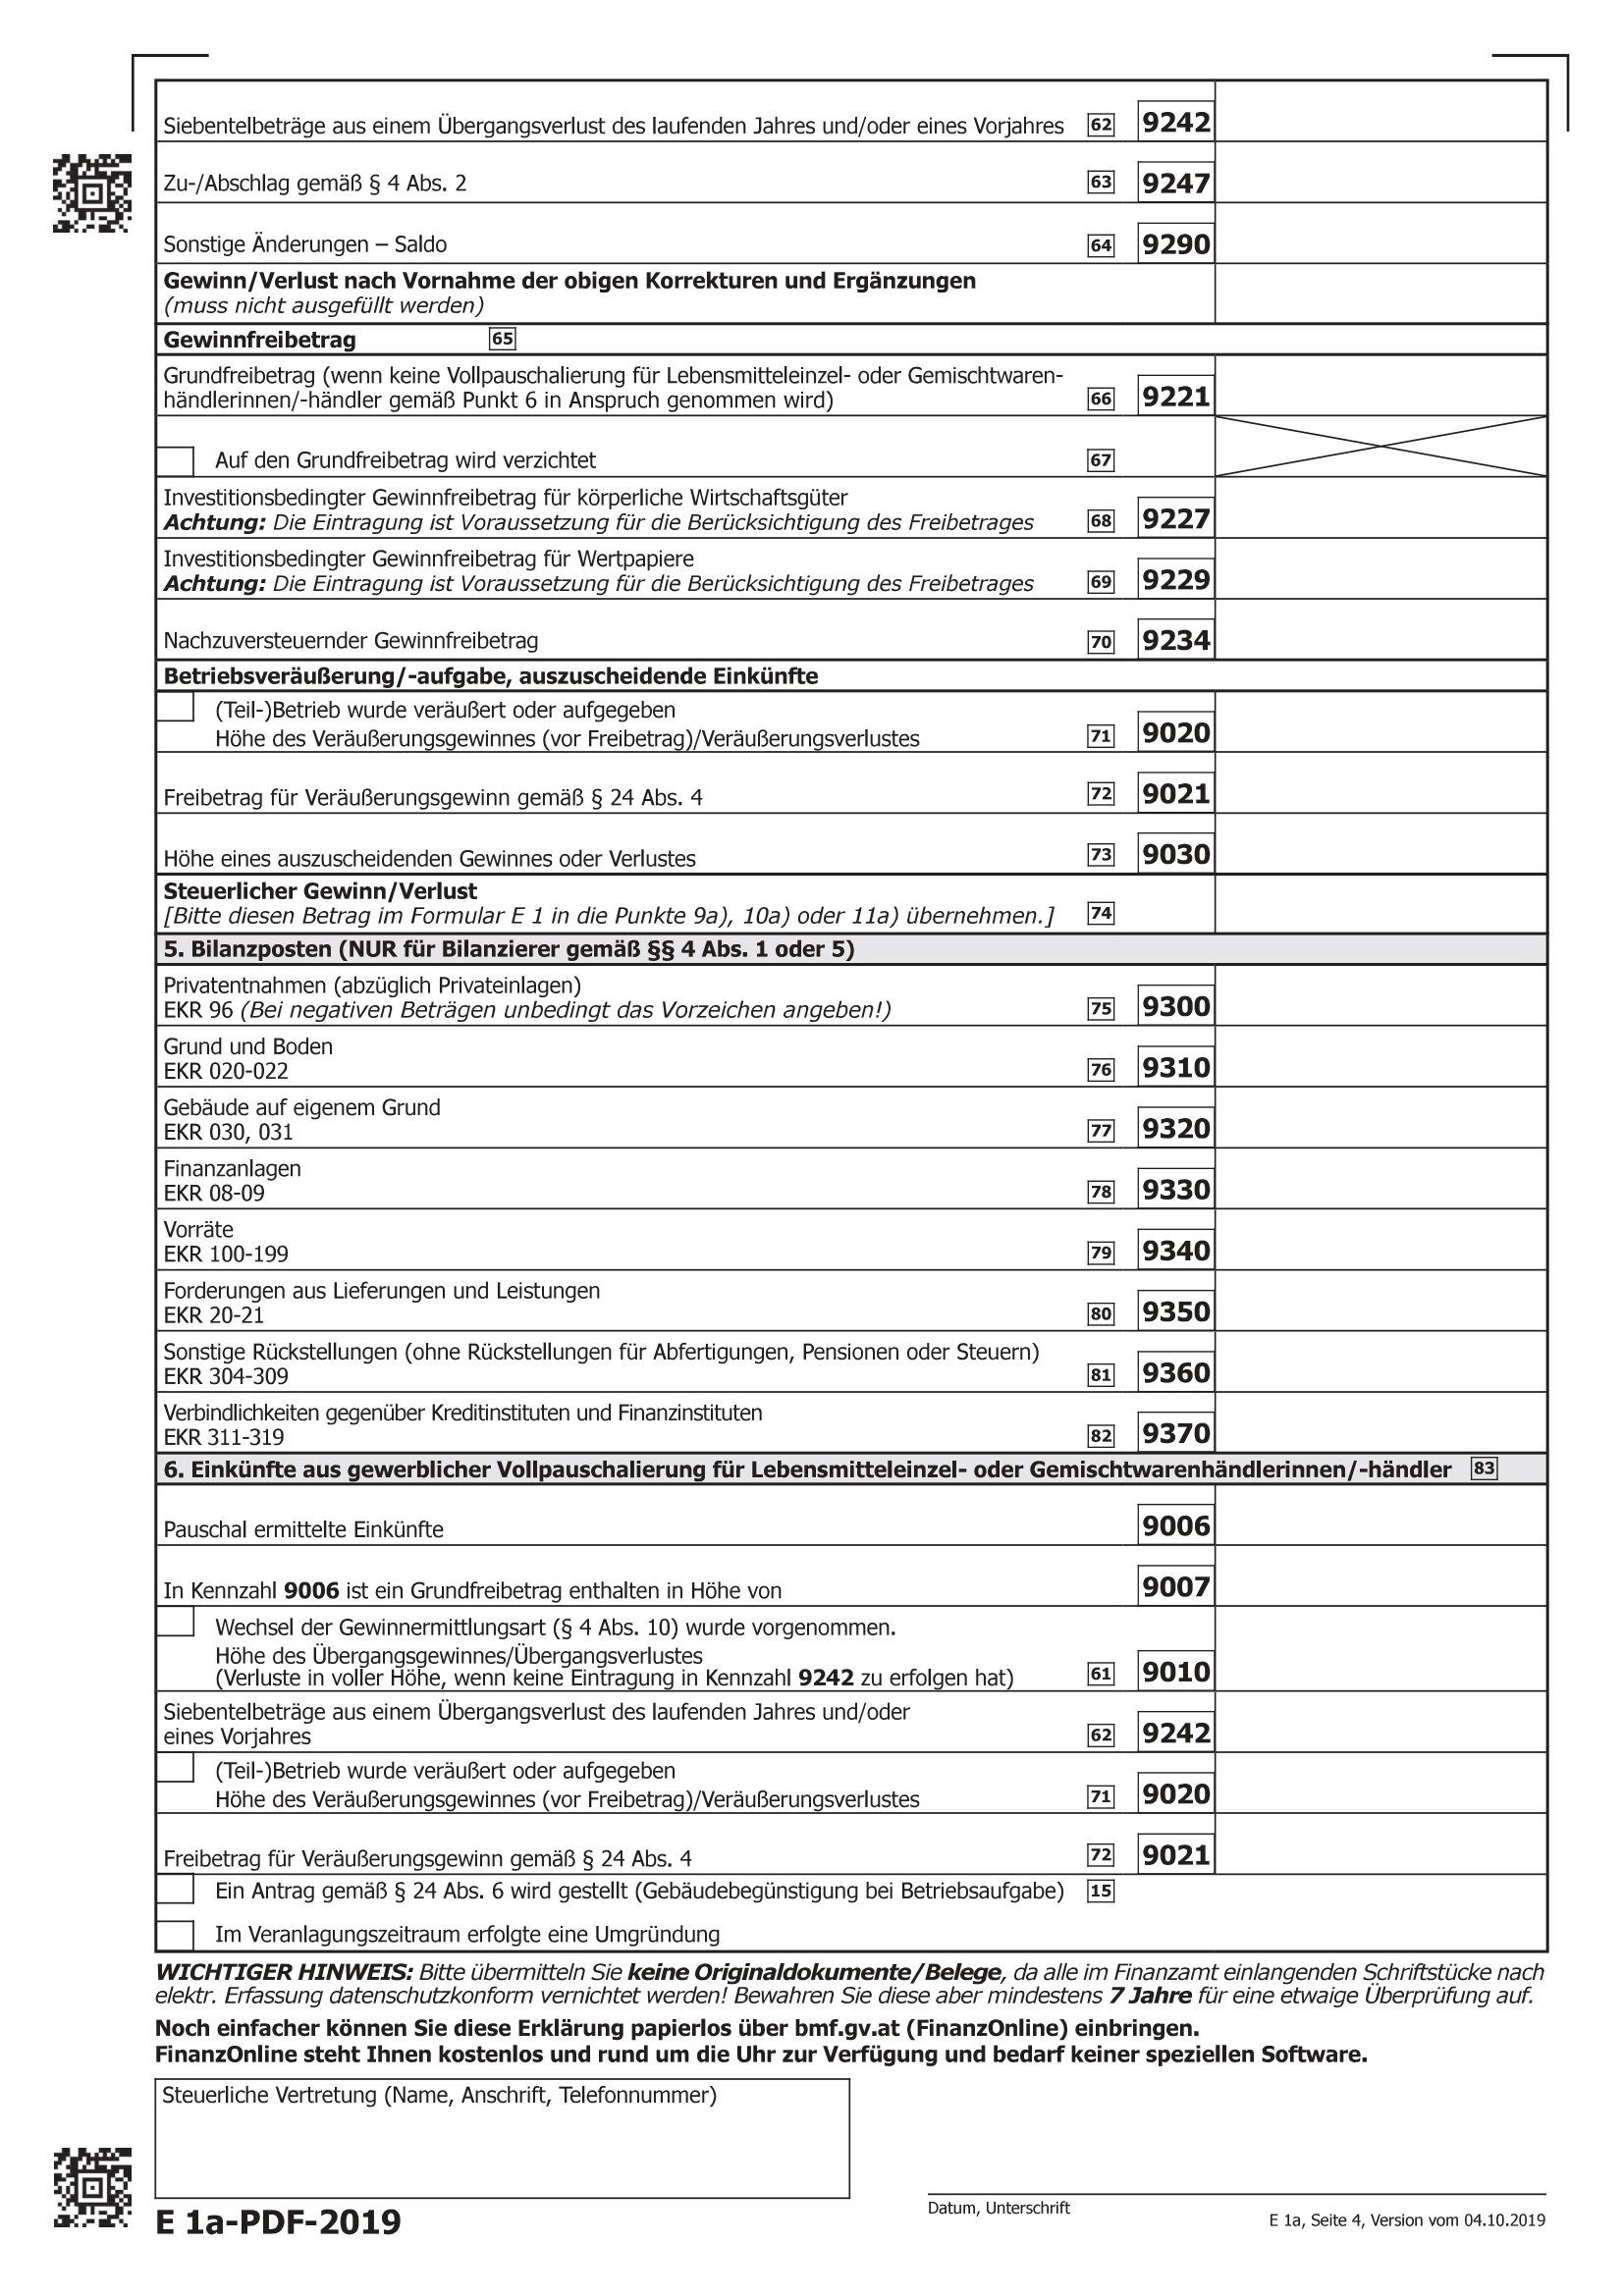 Siebentelbeträge aus einem Übergangsverlust des laufenden Jahres und/oder eines Vorjahres 62 9242
Zu-/Abschlag gemäß § 4 Abs. 2 63 9247
Sonstige Änderungen – Saldo 64 9290
Gewinn/Verlust nach Vornahme der obigen Korrekturen und Ergänzungen
(muss nicht ausgefüllt werden)
Gewinnfreibetrag 65
Grundfreibetrag (wenn keine Vollpauschalierung für Lebensmitteleinzel- oder Gemischtwaren-
händlerinnen/-händler gemäß Punkt 6 in Anspruch genommen wird) 66 9221
Auf den Grundfreibetrag wird verzichtet 67
Investitionsbedingter Gewinnfreibetrag für körperliche Wirtschaftsgüter
Achtung: Die Eintragung ist Voraussetzung für die Berücksichtigung des Freibetrages 68 9227
Investitionsbedingter Gewinnfreibetrag für Wertpapiere
Achtung: Die Eintragung ist Voraussetzung für die Berücksichtigung des Freibetrages 69 9229
Nachzuversteuernder Gewinnfreibetrag 70 9234
Betriebsveräußerung/-aufgabe, auszuscheidende Einkünfte
(Teil-)Betrieb wurde veräußert oder aufgegeben
Höhe des Veräußerungsgewinnes (vor Freibetrag)/Veräußerungsverlustes 71 9020
Freibetrag für Veräußerungsgewinn gemäß § 24 Abs. 4 72 9021
Höhe eines auszuscheidenden Gewinnes oder Verlustes 73 9030
Steuerlicher Gewinn/Verlust
[Bitte diesen Betrag im Formular E 1 in die Punkte 9a), 10a) oder 11a) übernehmen.] 74
5. Bilanzposten (NUR für Bilanzierer gemäß §§ 4 Abs. 1 oder 5)
Privatentnahmen (abzüglich Privateinlagen)
EKR 96 (Bei negativen Beträgen unbedingt das Vorzeichen angeben!) 75 9300
Grund und Boden
EKR 020-022 76 9310
Gebäude auf eigenem Grund
EKR 030, 031 77 9320
Finanzanlagen
EKR 08-09 78 9330
Vorräte
EKR 100-199 79 9340
Forderungen aus Lieferungen und Leistungen
EKR 20-21 80 9350
Sonstige Rückstellungen (ohne Rückstellungen für Abfertigungen, Pensionen oder Steuern)
EKR 304-309 81 9360
Verbindlichkeiten gegenüber Kreditinstituten und Finanzinstituten
EKR 311-319 82 9370
6. Einkünfte aus gewerblicher Vollpauschalierung für Lebensmitteleinzel- oder Gemischtwarenhändlerinnen/-händler 83
Pauschal ermittelte Einkünfte 9006
In Kennzahl 9006 ist ein Grundfreibetrag enthalten in Höhe von 9007
Wechsel der Gewinnermittlungsart (§ 4 Abs. 10) wurde vorgenommen.
Höhe des Übergangsgewinnes/Übergangsverlustes
(Verluste in voller Höhe, wenn keine Eintragung in Kennzahl 9242 zu erfolgen hat) 61 9010
Siebentelbeträge aus einem Übergangsverlust des laufenden Jahres und/oder
eines Vorjahres 62 9242
(Teil-)Betrieb wurde veräußert oder aufgegeben
Höhe des Veräußerungsgewinnes (vor Freibetrag)/Veräußerungsverlustes 71 9020
Freibetrag für Veräußerungsgewinn gemäß § 24 Abs. 4 72 9021
Ein Antrag gemäß § 24 Abs. 6 wird gestellt (Gebäudebegünstigung bei Betriebsaufgabe) 15
Im Veranlagungszeitraum erfolgte eine Umgründung
WICHTIGER HINWEIS: Bitte übermitteln Sie keine Originaldokumente/Belege, da alle im Finanzamt einlangenden Schriftstücke nach
elektr. Erfassung datenschutzkonform vernichtet werden! Bewahren Sie diese aber mindestens 7 Jahre für eine etwaige Überprüfung auf.
Noch einfacher können Sie diese Erklärung papierlos über bmf.gv.at (FinanzOnline) einbringen.
FinanzOnline steht Ihnen kostenlos und rund um die Uhr zur Verfügung und bedarf keiner speziellen Software.
Steuerliche Vertretung (Name, Anschrift, Telefonnummer)
Datum, Unterschrift
E 1a-PDF-2019
E 1a, Seite 4, Version vom 04.10.2019